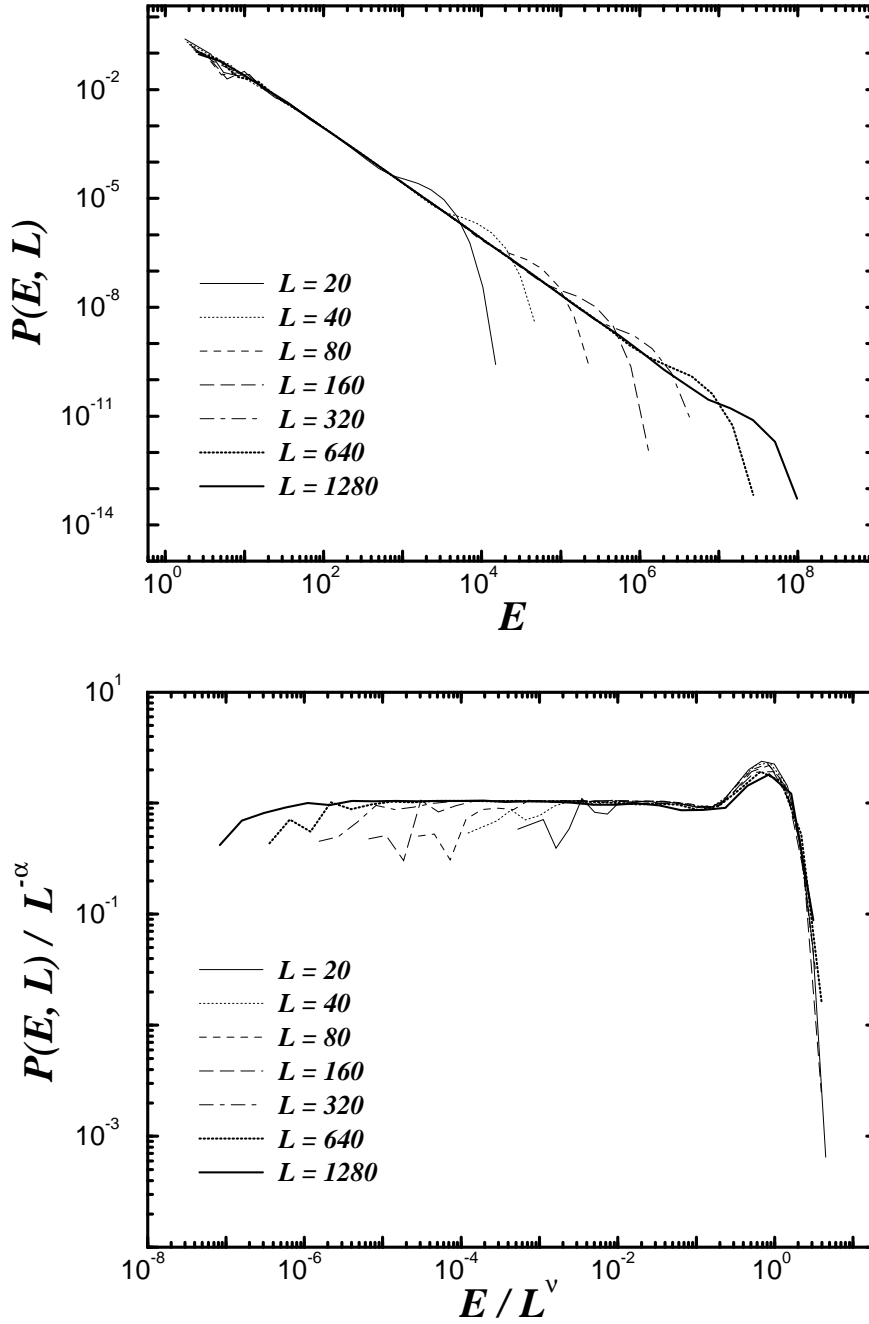 P(E, L)
10^-2
10^-5
10^-8
10^-11
10^-14
L = 20
L = 40
L = 80
L = 160
L = 320
L = 640
L = 1280
10^0
10^2
10^4
10^6
10^8
E
P(E, L) / L^-α
10^1
10^-1
10^-3
L = 20
L = 40
L = 80
L = 160
L = 320
L = 640
L = 1280
10^-8
10^-6
10^-4
10^-2
10^0
E / L^ν